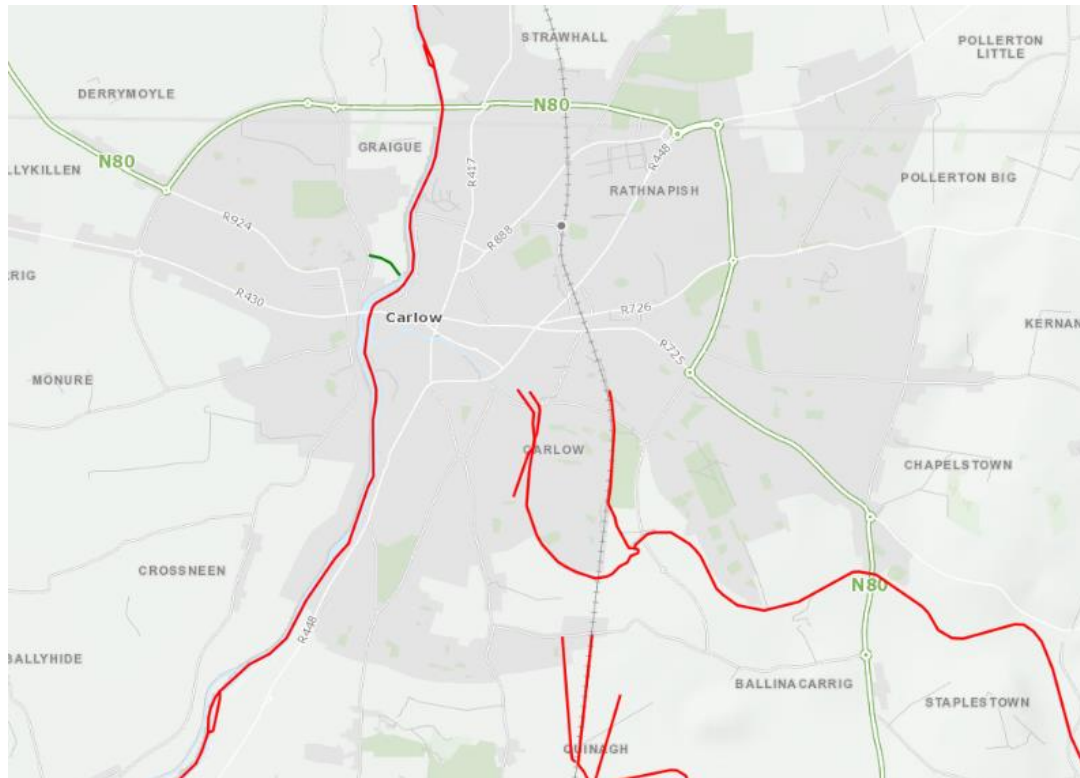 STRAWHALL
POLLERTON
LITTLE
DERRYMOYLE
N80
N80
GRAIGUE
R417
R448
LLYKILLEN
RATHNAPISH
POLLERTON BIG
R924
R888
RRIG
R430
R726
Carlow
KERNAN
R725
MONURE
CARLOW
CHAPELSTOWN
CROSSNEEN
N80
R448
BALLYHIDE
BALLINACARRIG
STAPLESTOWN
QUINAGH